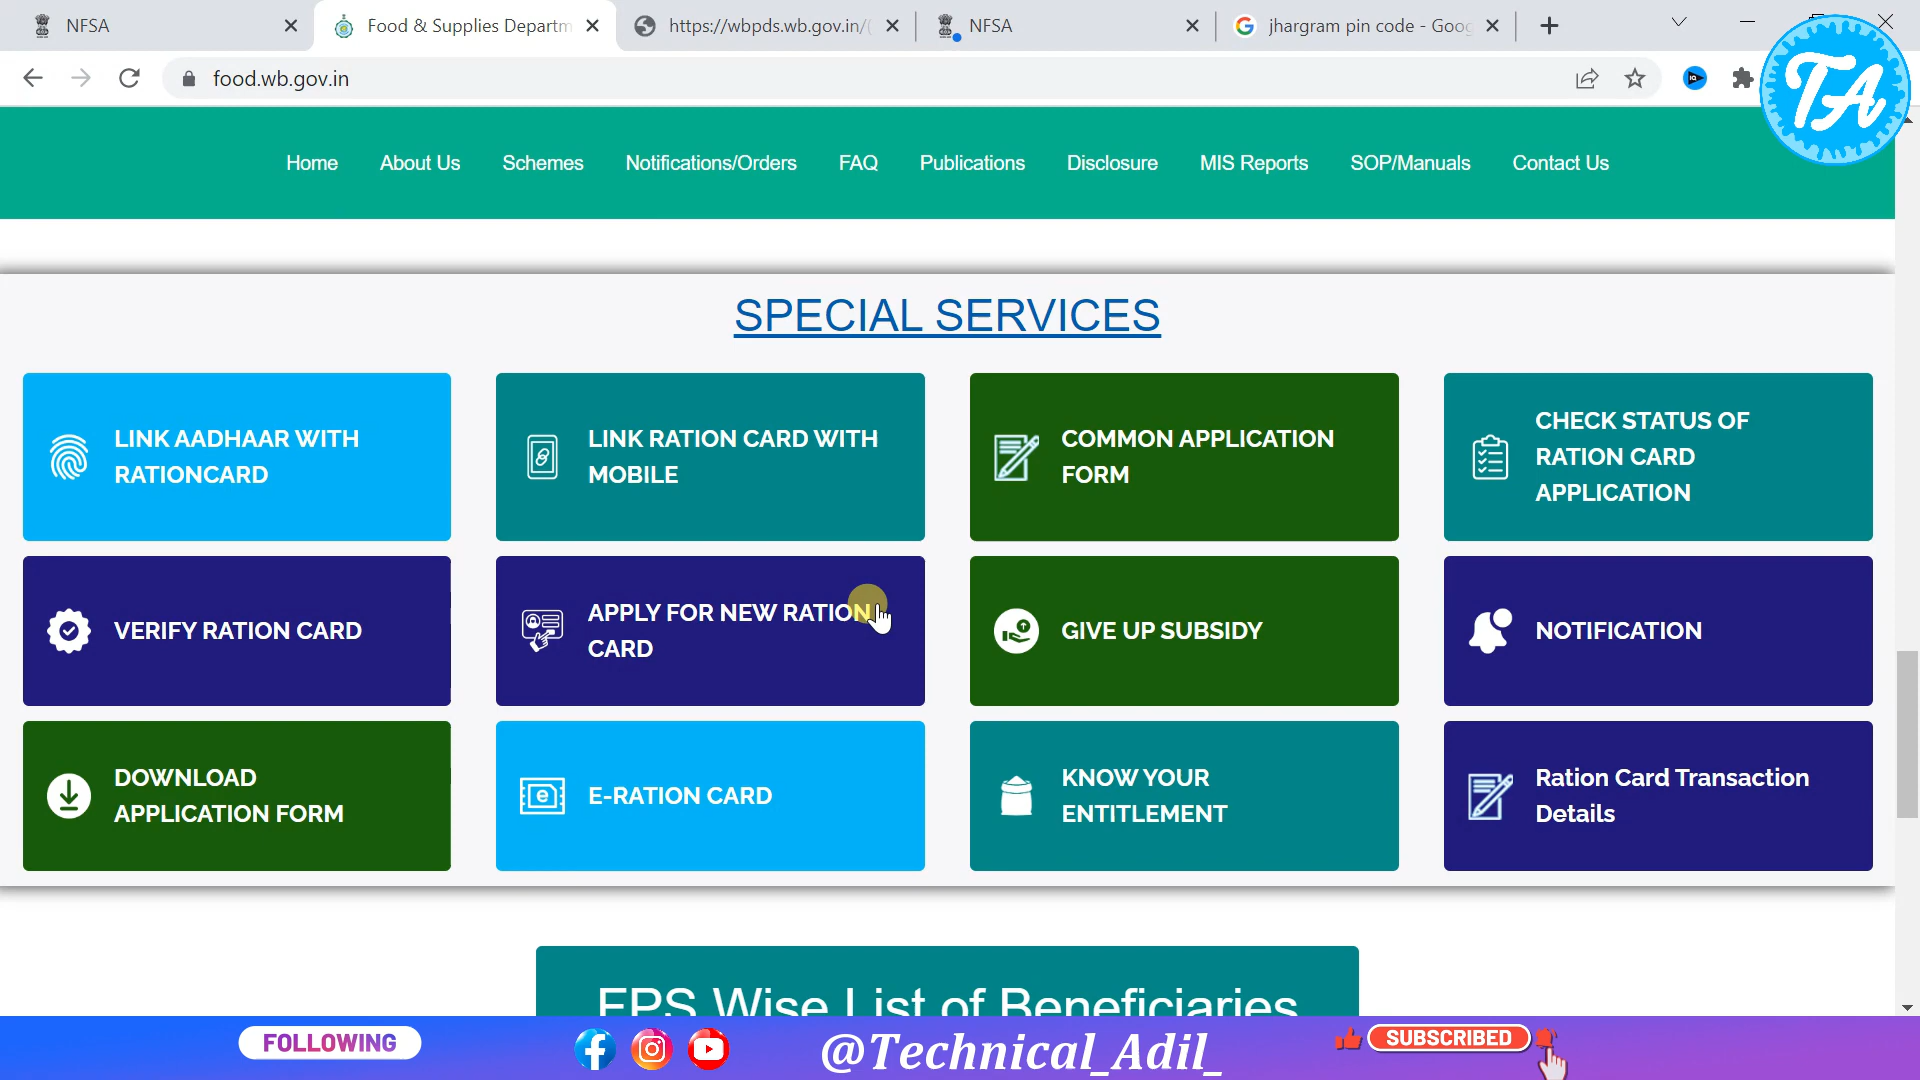 NFSA
Food & Supplies Departm
https://wbpds.wb.gov.in/(
NFSA
jhargram pin code - Goog
food.wb.gov.in
TA
Home About Us Schemes Notifications/Orders FAQ Publications Disclosure MIS Reports SOP/Manuals Contact Us
SPECIAL SERVICES
LINK AADHAAR WITH
RATIONCARD
LINK RATION CARD WITH
MOBILE
COMMON APPLICATION
FORM
CHECK STATUS OF
RATION CARD
APPLICATION
VERIFY RATION CARD
APPLY FOR NEW RATION
CARD
GIVE UP SUBSIDY
NOTIFICATION
DOWNLOAD
APPLICATION FORM
E-RATION CARD
KNOW YOUR
ENTITLEMENT
Ration Card Transaction
Details
FPS Wise List of Beneficiaries
FOLLOWING
@Technical_Adil_
SUBSCRIBED